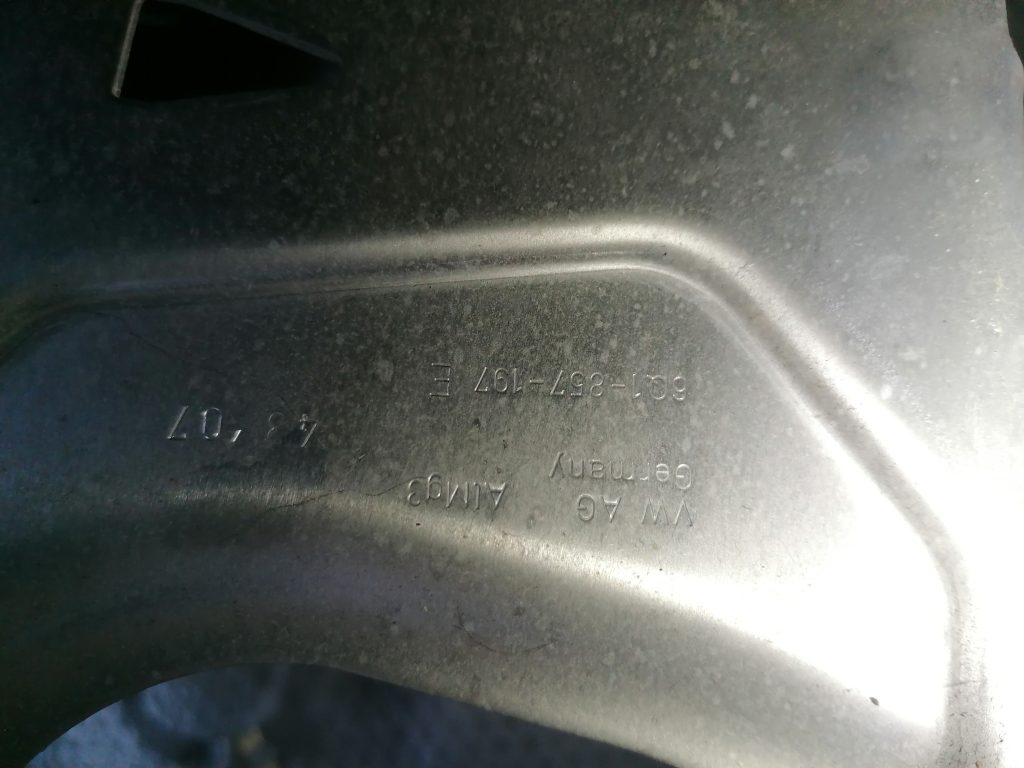 VW AG AlMg3
Germany
43 '07
6Q1-857-197 E